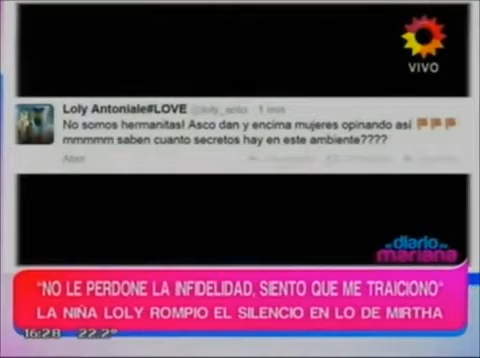 VIVO
Loly Antoniale#LOVE @loly_anto · 1 min
No somos hermanitas! Asco dan y encima mujeres opinando así
mmmmm saben cuanto secretos hay en este ambiente????
Abrir
el diario de
mariana
"NO LE PERDONE LA INFIDELIDAD, SIENTO QUE ME TRAICIONO"
LA NIÑA LOLY ROMPIO EL SILENCIO EN LO DE MIRTHA
16:28 22.2°